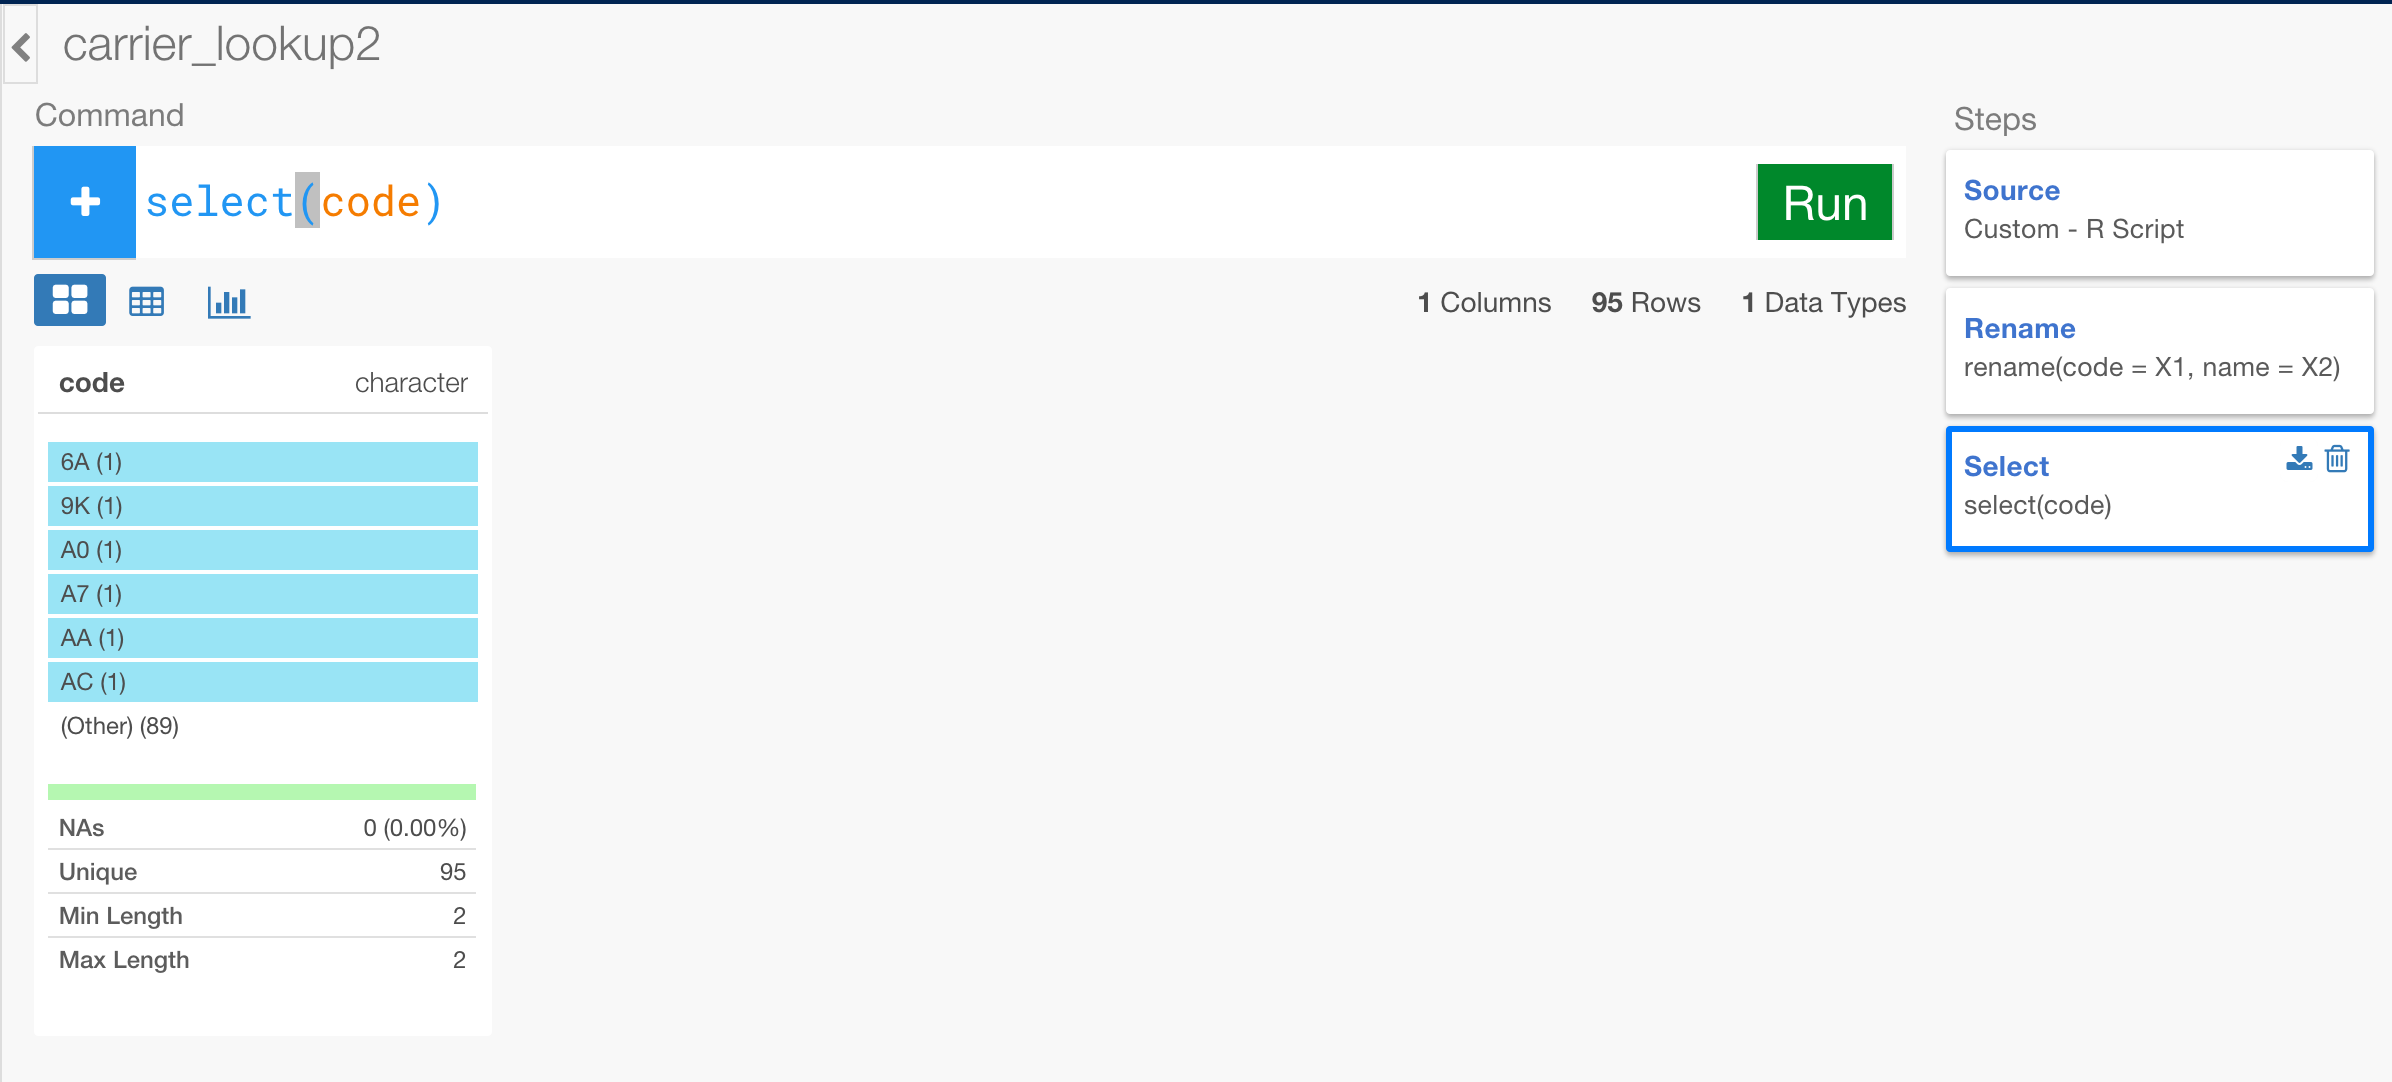 carrier_lookup2
Command
select(code)
Run
1 Columns 95 Rows 1 Data Types
code character
6A (1)
9K (1)
A0 (1)
A7 (1)
AA (1)
AC (1)
(Other) (89)
NAs 0 (0.00%)
Unique 95
Min Length 2
Max Length 2
Steps
Source
Custom - R Script
Rename
rename(code = X1, name = X2)
Select
select(code)